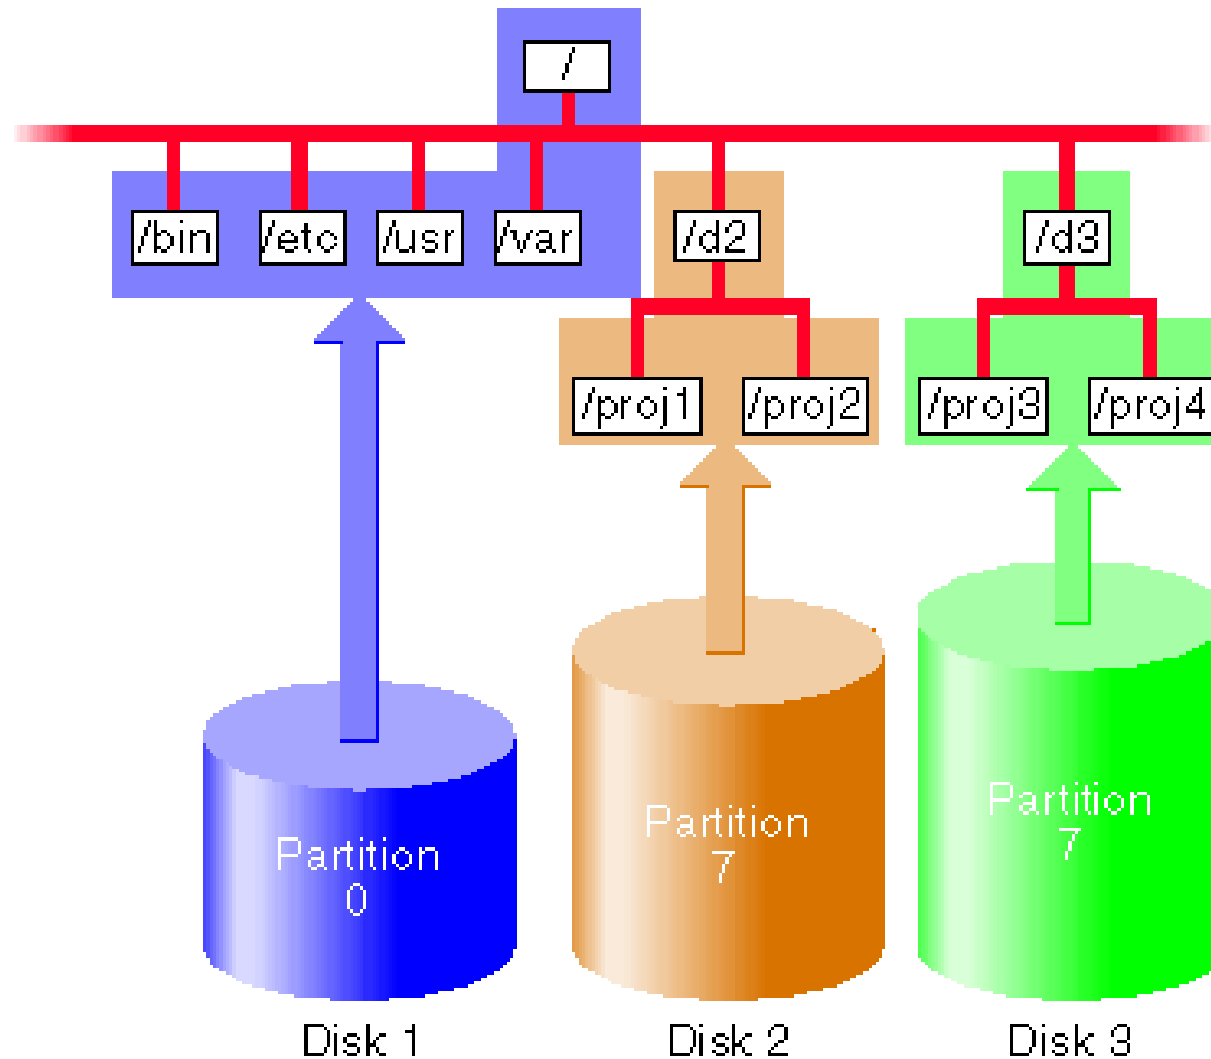 /
/bin /etc /usr /var /d2 /d3
/proj1 /proj2 /proj3 /proj4
Partition
0
Partition
7
Partition
7
Disk 1 Disk 2 Disk 3